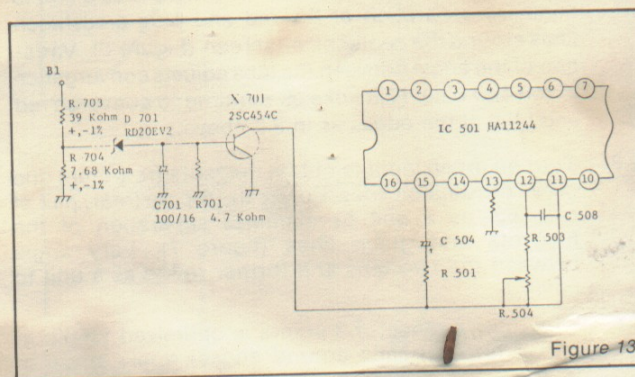 B1
R.703
39 Kohm
+,-1%
D 701
RD20EV2
X 701
2SC454C
R 704
7.68 Kohm
+,-1%
C701
100/16
R701
4.7 Kohm
1 2 3 4 5 6 7
IC 501 HA11244
16 15 14 13 12 11 10
C 504
R 501
C 508
R.503
R.504
Figure 13